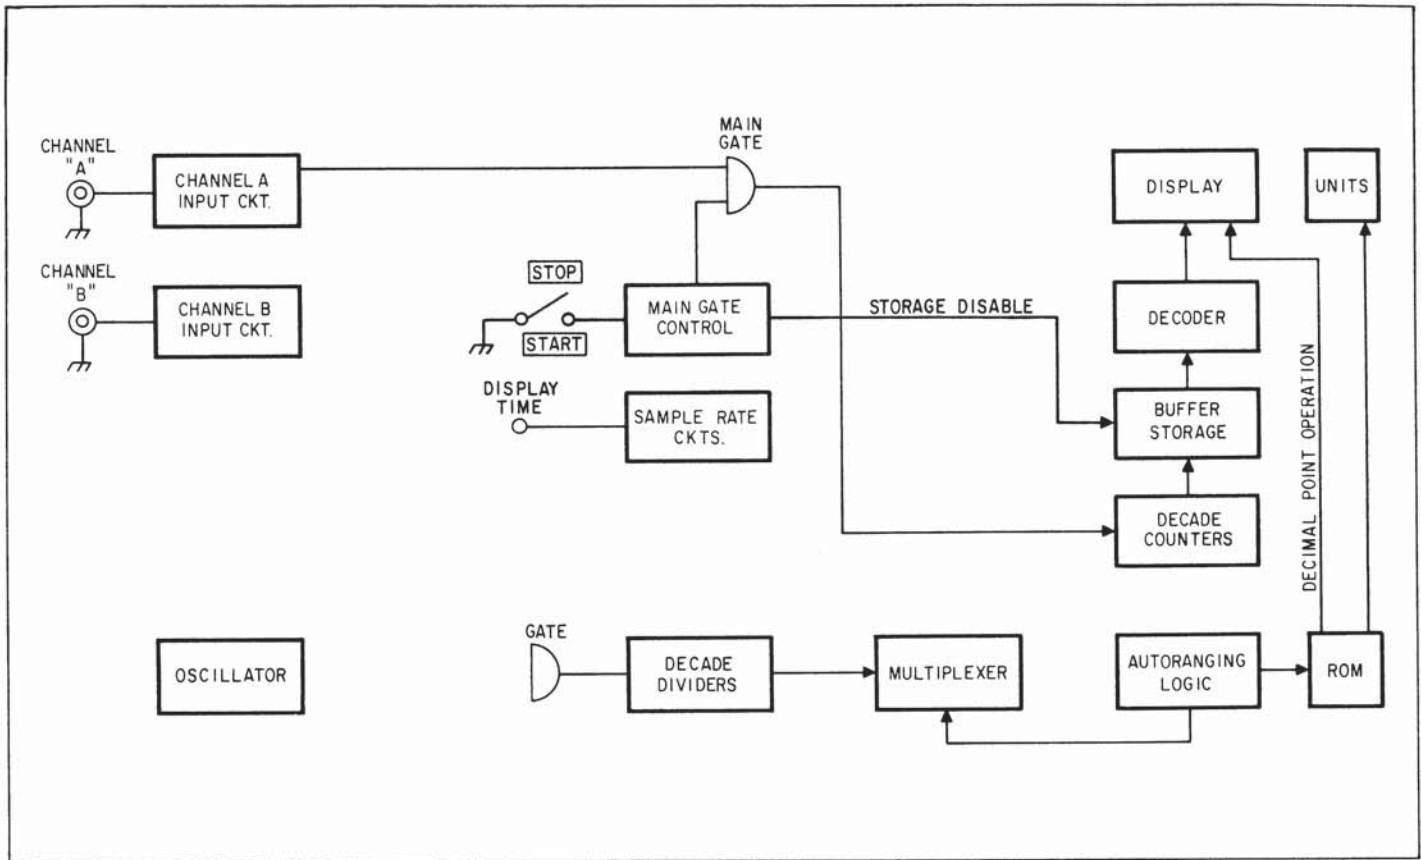 CHANNEL
"A"
CHANNEL A
INPUT CKT.
MAIN
GATE
DISPLAY
UNITS
CHANNEL
"B"
CHANNEL B
INPUT CKT.
STOP
START
MAIN GATE
CONTROL
STORAGE DISABLE
DECODER
DISPLAY
TIME
SAMPLE RATE
CKTS.
BUFFER
STORAGE
DECADE
COUNTERS
DECIMAL POINT OPERATION
OSCILLATOR
GATE
DECADE
DIVIDERS
MULTIPLEXER
AUTORANGING
LOGIC
ROM